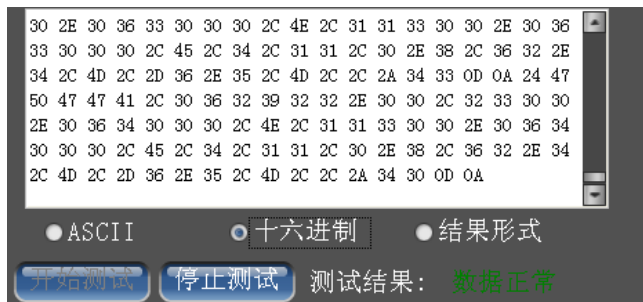 30 2E 30 36 33 30 30 30 2C 4E 2C 31 31 33 30 30 2E 30 36
33 30 30 30 2C 45 2C 34 2C 31 31 2C 30 2E 38 2C 36 32 2E
34 2C 4D 2C 2D 36 2E 35 2C 4D 2C 2C 2A 34 33 0D 0A 24 47
50 47 47 41 2C 30 36 32 39 32 32 2E 30 30 2C 32 33 30 30
2E 30 36 34 30 30 30 2C 4E 2C 31 31 33 30 30 2E 30 36 34
30 30 30 2C 45 2C 34 2C 31 31 2C 30 2E 38 2C 36 32 2E 34
2C 4D 2C 2D 36 2E 35 2C 4D 2C 2C 2A 34 30 0D 0A
ASCII 十六进制 结果形式
开始测试 停止测试 测试结果: 数据正常